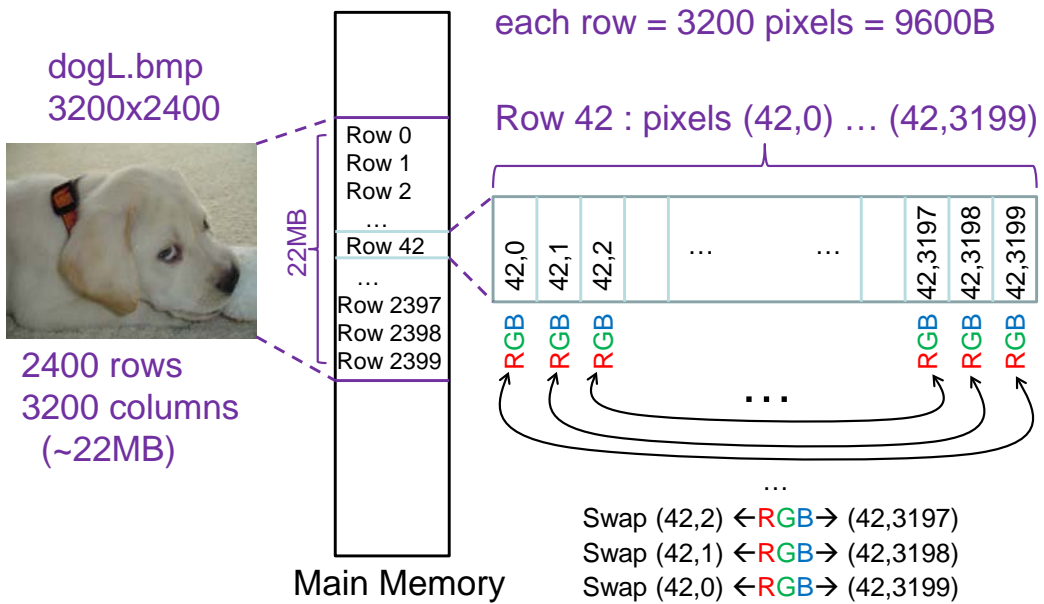 each row = 3200 pixels = 9600B
dogL.bmp
3200x2400
Row 42 : pixels (42,0) … (42,3199)
Row 0
Row 1
Row 2
…
Row 42
…
Row 2397
Row 2398
Row 2399
22MB
42,0
42,1
42,2
…
…
42,3197
42,3198
42,3199
RGB
RGB
RGB
RGB
RGB
RGB
…
2400 rows
3200 columns
(~22MB)
…
Swap (42,2) ←RGB→ (42,3197)
Swap (42,1) ←RGB→ (42,3198)
Swap (42,0) ←RGB→ (42,3199)
Main Memory